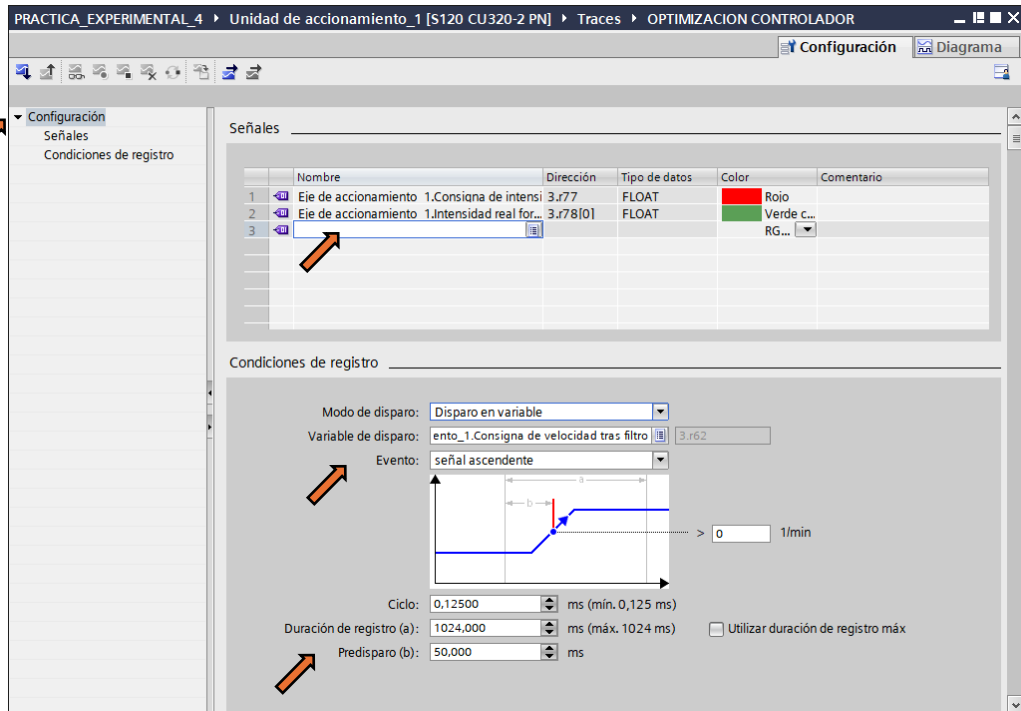 PRACTICA_EXPERIMENTAL_4 ▸ Unidad de accionamiento_1 [S120 CU320-2 PN] ▸ Traces ▸ OPTIMIZACION CONTROLADOR
Configuración Diagrama
Configuración
Señales
Condiciones de registro
Señales
Nombre Dirección Tipo de datos Color Comentario
1 Eje de accionamiento_1.Consigna de intensi 3.r77 FLOAT Rojo
2 Eje de accionamiento_1.Intensidad real for... 3.r78[0] FLOAT Verde c...
3 RG...
Condiciones de registro
Modo de disparo: Disparo en variable
Variable de disparo: ento_1.Consigna de velocidad tras filtro 3.r62
Evento: señal ascendente
a
b
> 0 1/min
Ciclo: 0,12500 ms (mín. 0,125 ms)
Duración de registro (a): 1024,000 ms (máx. 1024 ms) Utilizar duración de registro máx
Predisparo (b): 50,000 ms